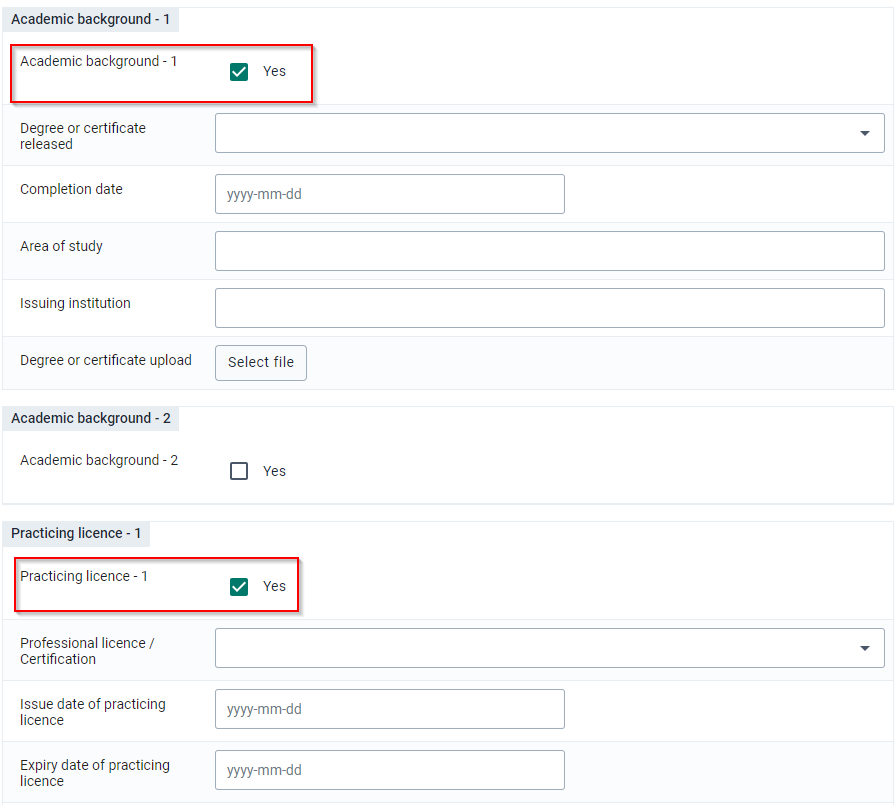 Academic background - 1
Academic background - 1
Yes
Degree or certificate
released
Completion date
yyyy-mm-dd
Area of study
Issuing institution
Degree or certificate upload
Select file
Academic background - 2
Academic background - 2
Yes
Practicing licence - 1
Practicing licence - 1
Yes
Professional licence /
Certification
Issue date of practicing
licence
yyyy-mm-dd
Expiry date of practicing
licence
yyyy-mm-dd